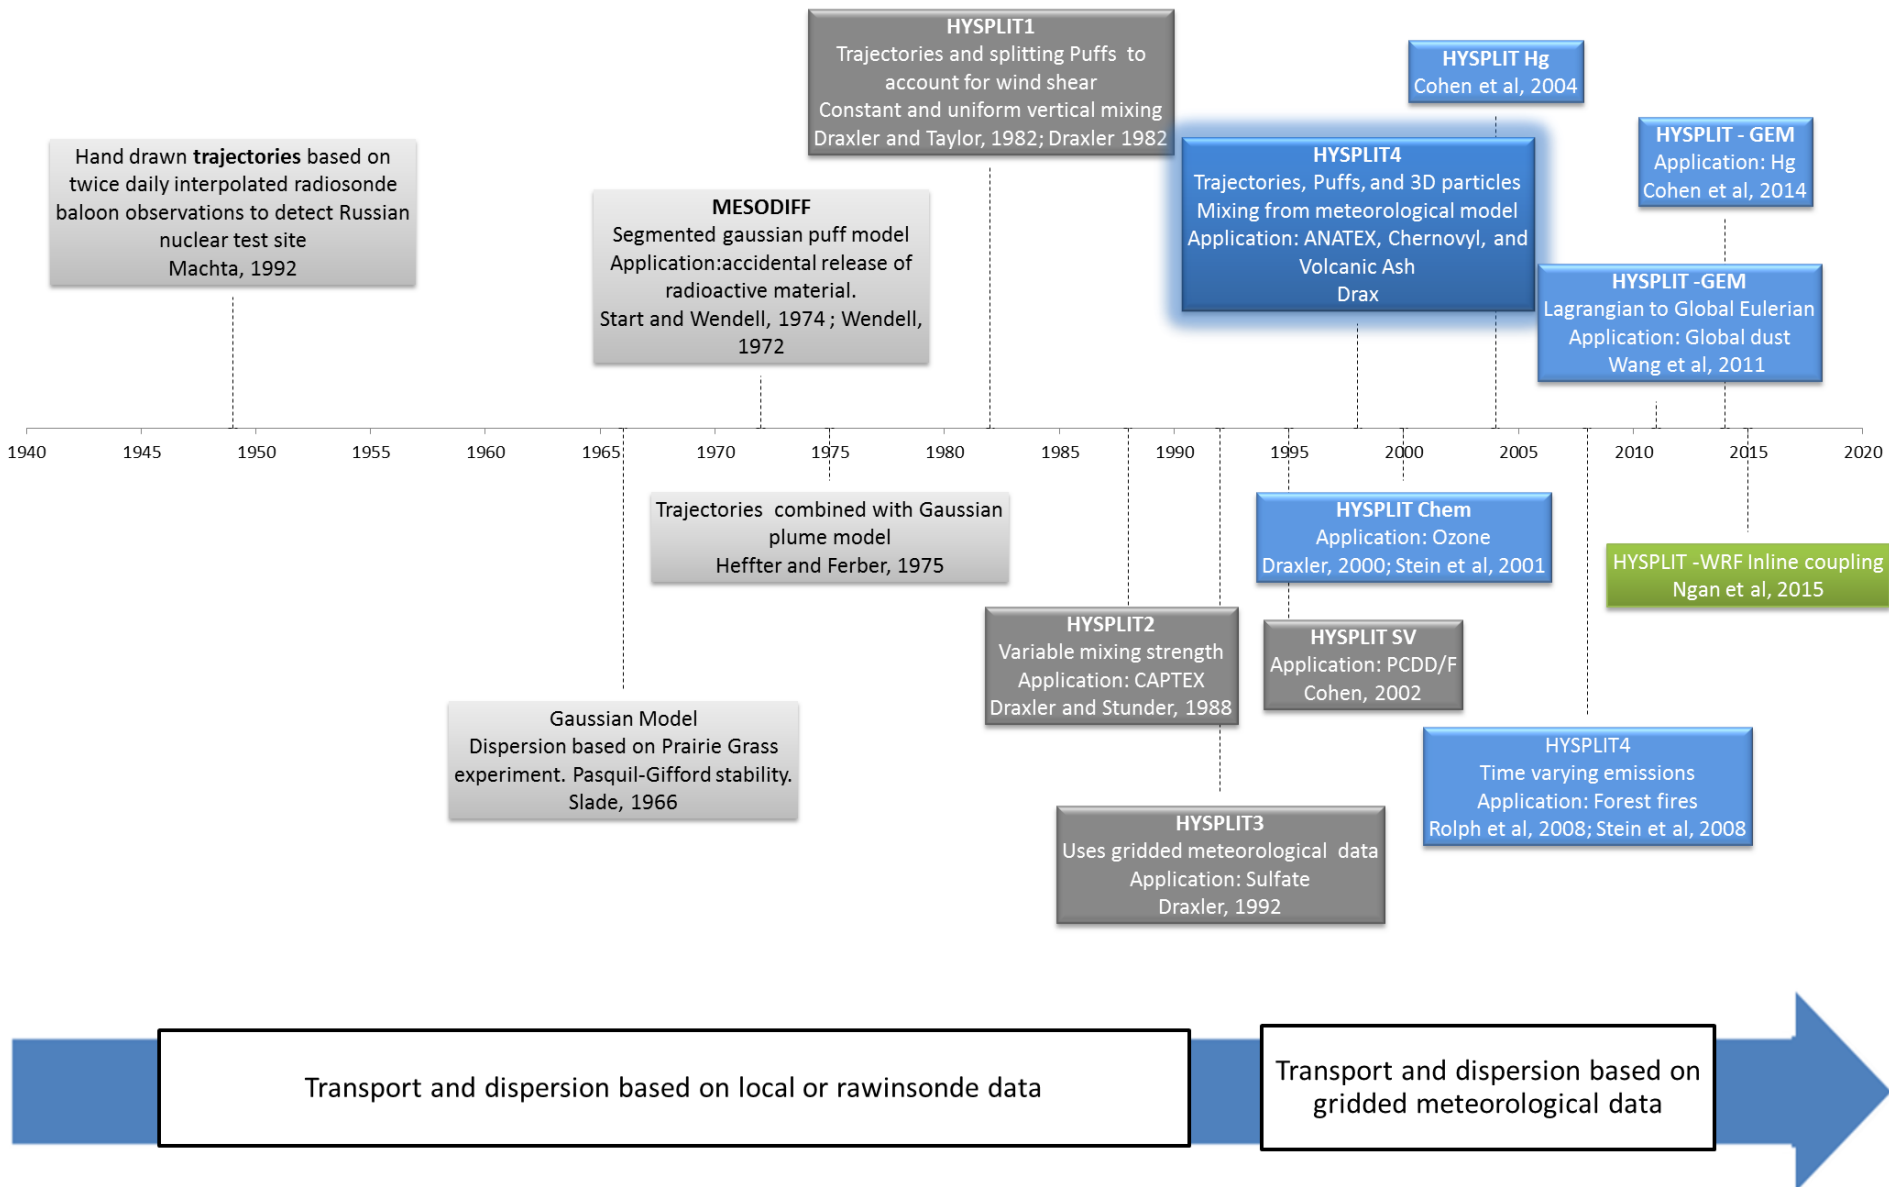 HYSPLIT1
Trajectories and splitting Puffs to
account for wind shear
Constant and uniform vertical mixing
Draxler and Taylor, 1982; Draxler 1982
HYSPLIT Hg
Cohen et al, 2004
HYSPLIT - GEM
Application: Hg
Cohen et al, 2014
Hand drawn trajectories based on
twice daily interpolated radiosonde
baloon observations to detect Russian
nuclear test site
Machta, 1992
MESODIFF
Segmented gaussian puff model
Application:accidental release of
radioactive material.
Start and Wendell, 1974 ; Wendell,
1972
HYSPLIT4
Trajectories, Puffs, and 3D particles
Mixing from meteorological model
Application: ANATEX, Chernovyl, and
Volcanic Ash
Drax
HYSPLIT -GEM
Lagrangian to Global Eulerian
Application: Global dust
Wang et al, 2011
1940 1945 1950 1955 1960 1965 1970 1975 1980 1985 1990 1995 2000 2005 2010 2015 2020
Trajectories combined with Gaussian
plume model
Heffter and Ferber, 1975
HYSPLIT Chem
Application: Ozone
Draxler, 2000; Stein et al, 2001
HYSPLIT -WRF Inline coupling
Ngan et al, 2015
HYSPLIT2
Variable mixing strength
Application: CAPTEX
Draxler and Stunder, 1988
HYSPLIT SV
Application: PCDD/F
Cohen, 2002
Gaussian Model
Dispersion based on Prairie Grass
experiment. Pasquil-Gifford stability.
Slade, 1966
HYSPLIT4
Time varying emissions
Application: Forest fires
Rolph et al, 2008; Stein et al, 2008
HYSPLIT3
Uses gridded meteorological data
Application: Sulfate
Draxler, 1992
Transport and dispersion based on local or rawinsonde data
Transport and dispersion based on
gridded meteorological data